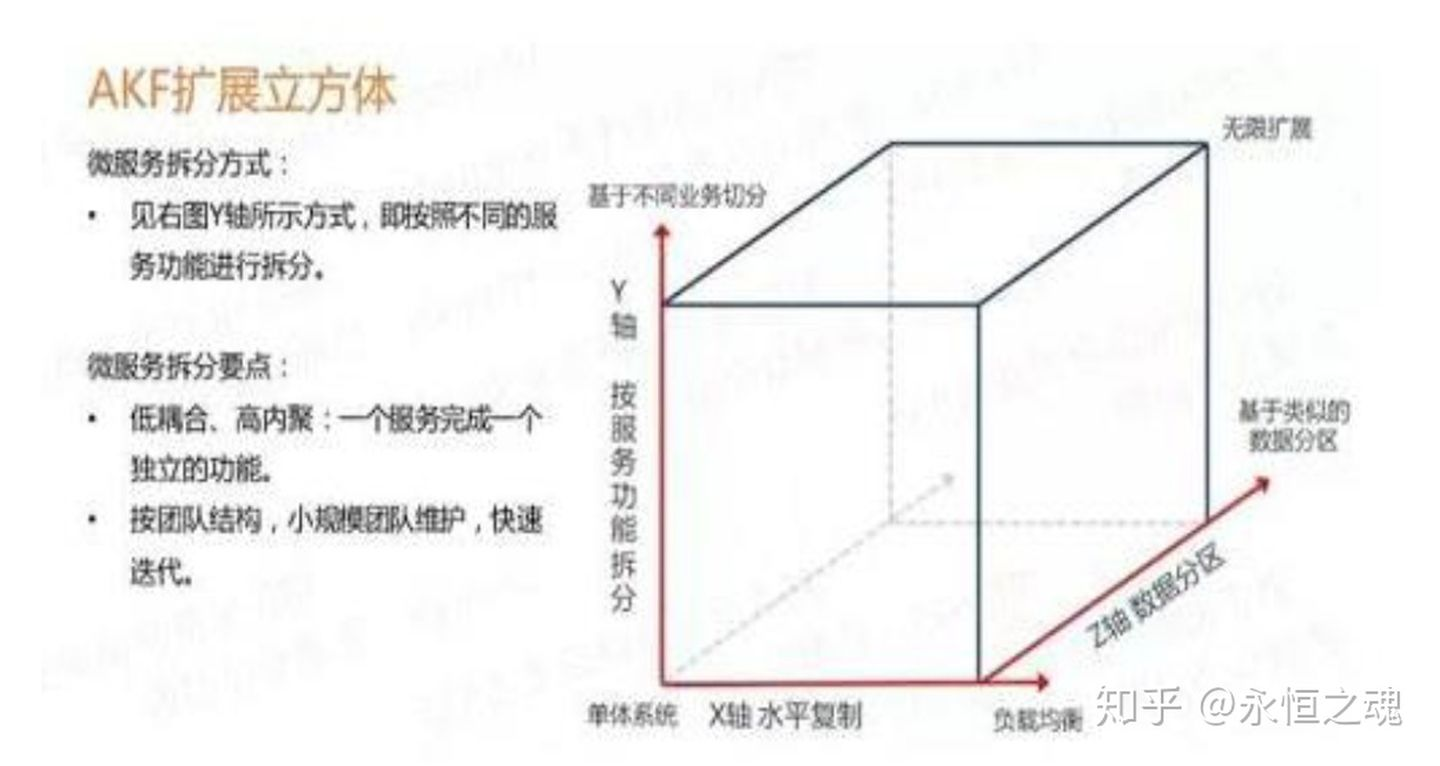 AKF扩展立方体
微服务拆分方式：
• 见右图Y轴所示方式，即按照不同的服
务功能进行拆分。
微服务拆分要点：
• 低耦合、高内聚：一个服务完成一个
独立的功能。
• 按团队结构，小规模团队维护，快速
迭代。
基于不同业务切分
无限扩展
Y轴 按服务功能拆分
基于类似的
数据分区
Z轴 数据分区
单体系统
X轴 水平复制
负载均衡
知乎 @永恒之魂